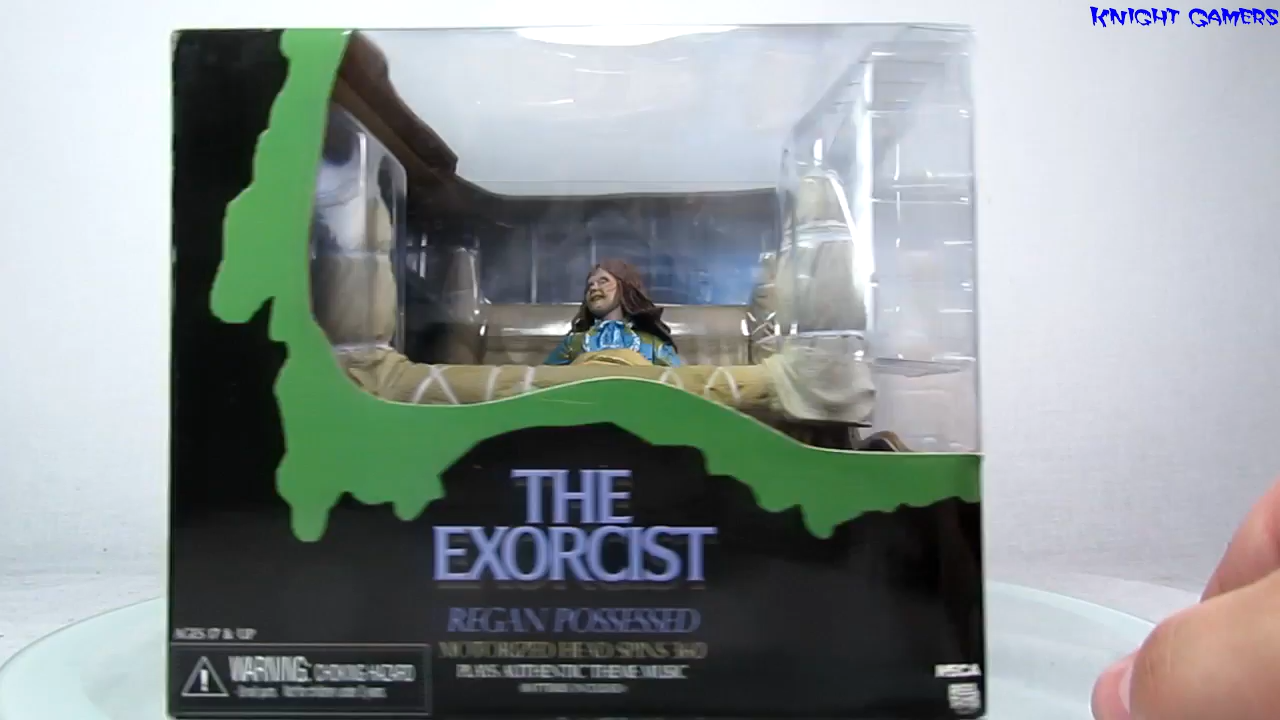 KNIGHT GAMERS
THE
EXORCIST
REGAN POSSESSED
MOTORIZED HEAD SPINS 360
PLAYS AUTHENTIC THEME MUSIC
AGES 17 & UP
WARNING: CHOKING HAZARD
NECA